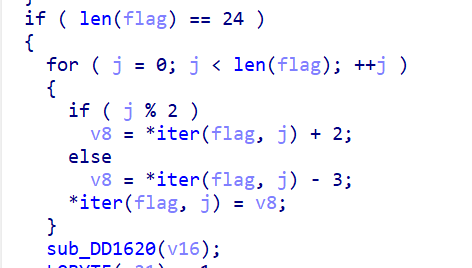 if ( len(flag) == 24 )
{
for ( j = 0; j < len(flag); ++j )
{
if ( j % 2 )
v8 = *iter(flag, j) + 2;
else
v8 = *iter(flag, j) - 3;
*iter(flag, j) = v8;
}
sub_DD1620(v16);